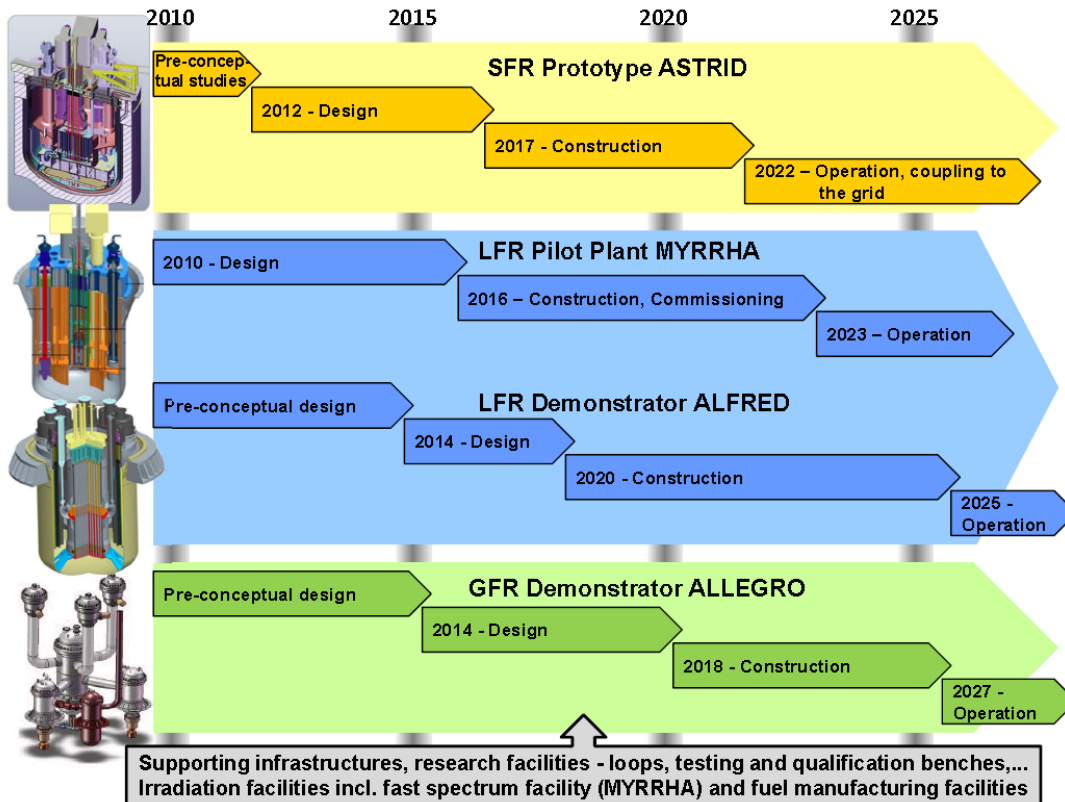 2010 2015 2020 2025
Pre-concep-
tual studies
SFR Prototype ASTRID
2012 - Design
2017 - Construction
2022 – Operation, coupling to
the grid
LFR Pilot Plant MYRRHA
2010 - Design
2016 – Construction, Commissioning
2023 – Operation
Pre-conceptual design
LFR Demonstrator ALFRED
2014 - Design
2020 - Construction
2025 -
Operation
Pre-conceptual design
GFR Demonstrator ALLEGRO
2014 - Design
2018 - Construction
2027 -
Operation
Supporting infrastructures, research facilities - loops, testing and qualification benches,...
Irradiation facilities incl. fast spectrum facility (MYRRHA) and fuel manufacturing facilities